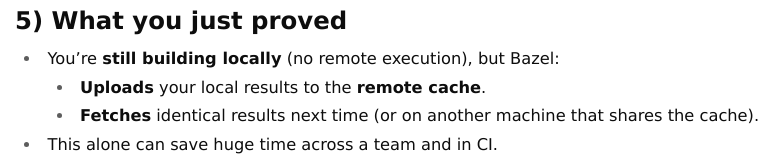 5) What you just proved
• You’re still building locally (no remote execution), but Bazel:
• Uploads your local results to the remote cache.
• Fetches identical results next time (or on another machine that shares the cache).
• This alone can save huge time across a team and in CI.